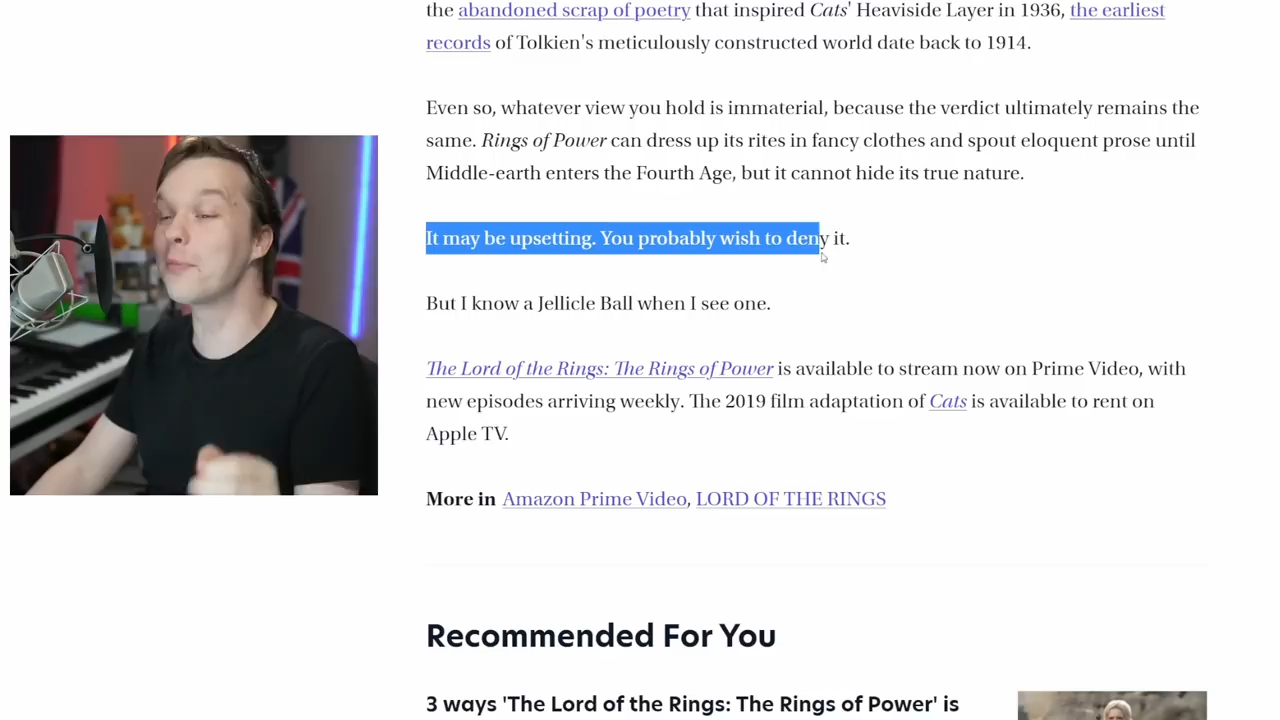 the abandoned scrap of poetry that inspired Cats' Heaviside Layer in 1936, the earliest
records of Tolkien's meticulously constructed world date back to 1914.
Even so, whatever view you hold is immaterial, because the verdict ultimately remains the
same. Rings of Power can dress up its rites in fancy clothes and spout eloquent prose until
Middle-earth enters the Fourth Age, but it cannot hide its true nature.
It may be upsetting. You probably wish to deny it.
But I know a Jellicle Ball when I see one.
The Lord of the Rings: The Rings of Power is available to stream now on Prime Video, with
new episodes arriving weekly. The 2019 film adaptation of Cats is available to rent on
Apple TV.
More in Amazon Prime Video, LORD OF THE RINGS
Recommended For You
3 ways 'The Lord of the Rings: The Rings of Power' is